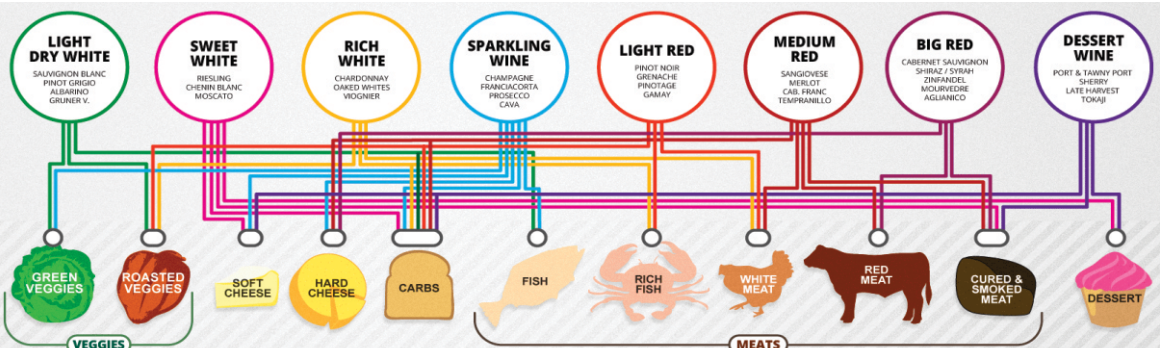 LIGHT
DRY WHITE
SAUVIGNON BLANC
PINOT GRIGIO
ALBARINO
GRUNER V.
SWEET
WHITE
RIESLING
CHENIN BLANC
MOSCATO
RICH
WHITE
CHARDONNAY
OAKED WHITES
VIOGNIER
SPARKLING
WINE
CHAMPAGNE
FRANCIACORTA
PROSECCO
CAVA
LIGHT RED
PINOT NOIR
GRENACHE
PINOTAGE
GAMAY
MEDIUM
RED
SANGIOVESE
MERLOT
CAB. FRANC
TEMPRANILLO
BIG RED
CABERNET SAUVIGNON
SHIRAZ / SYRAH
ZINFANDEL
MOURVEDRE
AGLIANICO
DESSERT
WINE
PORT & TAWNY PORT
SHERRY
LATE HARVEST
TOKAJI
GREEN
VEGGIES
ROASTED
VEGGIES
SOFT
CHEESE
HARD
CHEESE
CARBS
FISH
RICH
FISH
WHITE
MEAT
RED
MEAT
CURED &
SMOKED
MEAT
DESSERT
VEGGIES
MEATS